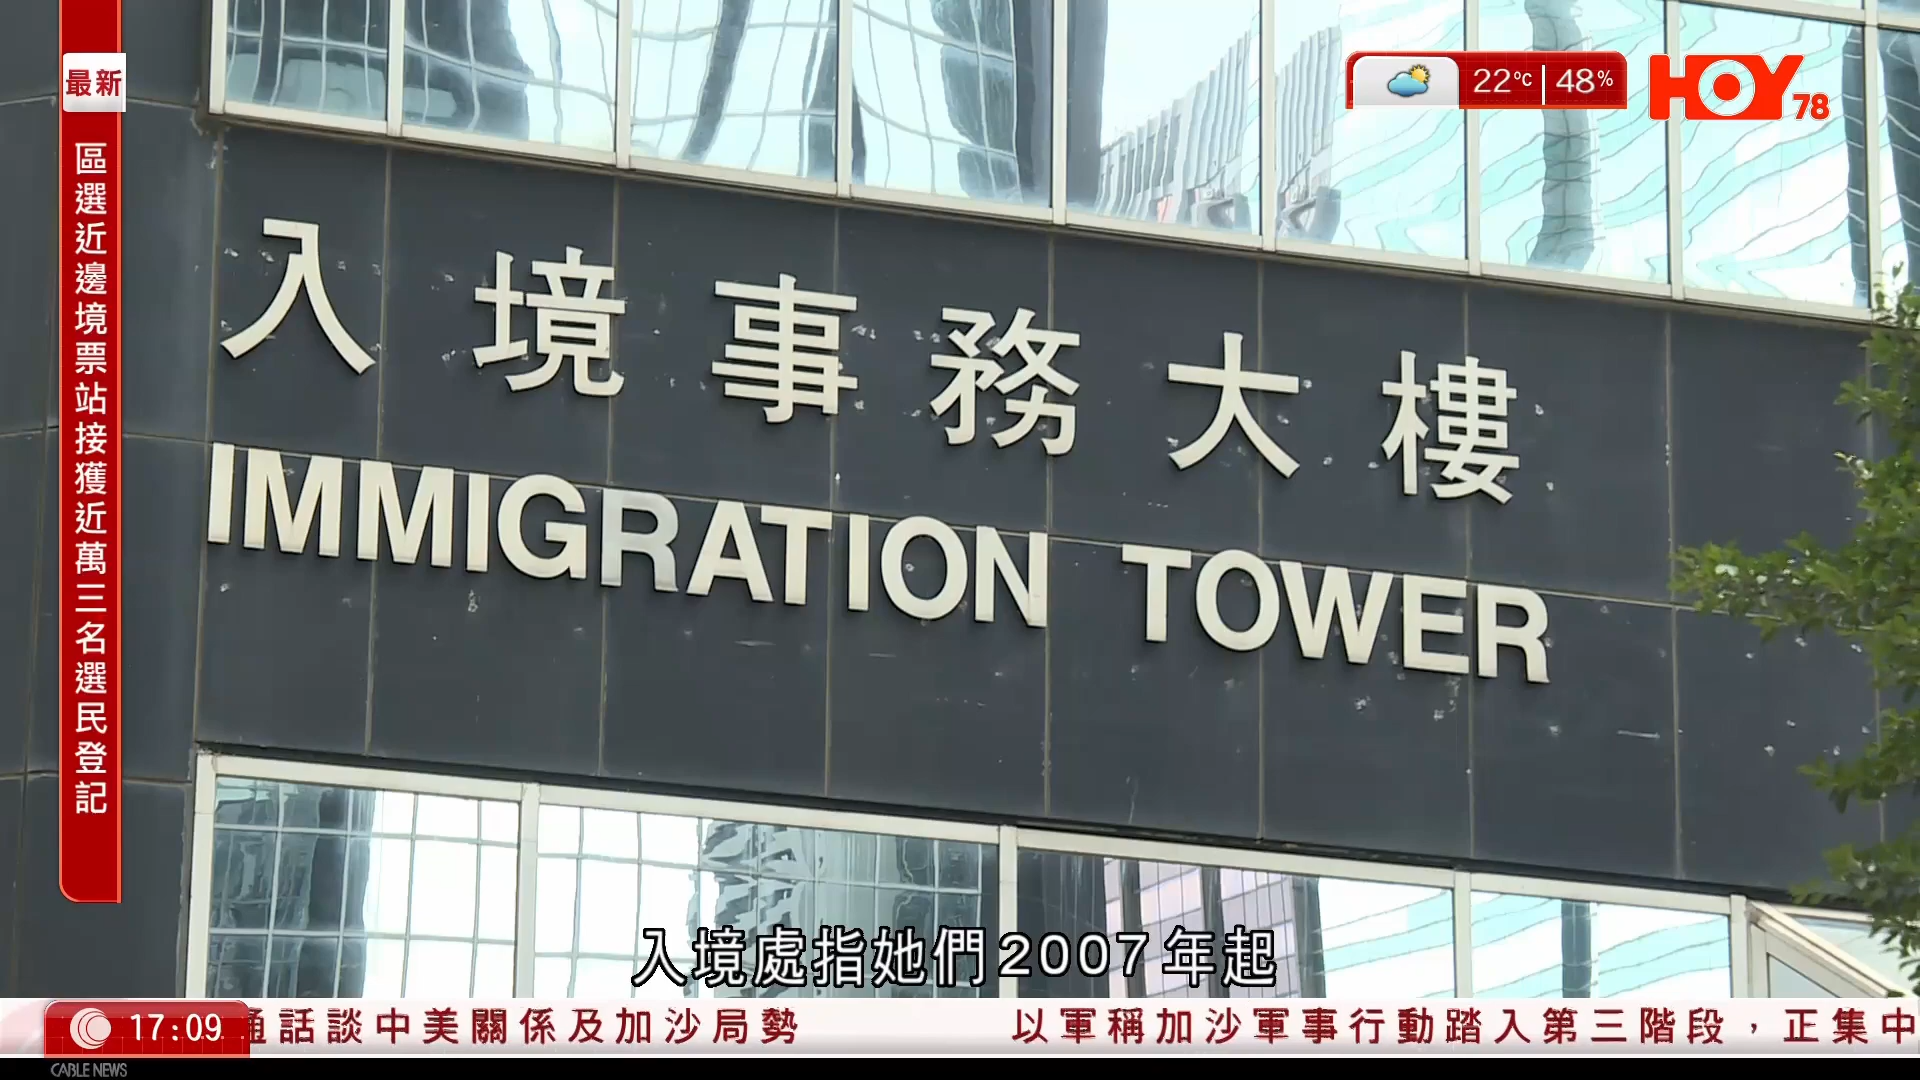 最新
區選近邊境票站接獲近萬三名選民登記
22°C 48%
HOY 78
入境事務大樓
IMMIGRATION TOWER
入境處指她們2007年起
17:09
通話談中美關係及加沙局勢 以軍稱加沙軍事行動踏入第三階段，正集中
CABLE NEWS